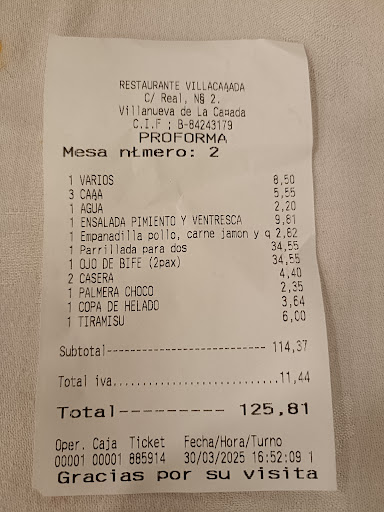 RESTAURANTE VILLACAÑADA
C/ Real, N§ 2.
Villanueva de La Cañada
C.I.F ; B-84243179
PROFORMA
Mesa número: 2
1 VARIOS 8,50
3 CAÑA 5,55
1 AGUA 2,20
1 ENSALADA PIMIENTO Y VENTRESCA 9,81
1 Empanadilla pollo, carne jamon y q 2,82
1 Parrillada para dos 34,55
1 OJO DE BIFE (2pax) 34,55
2 CASERA 4,40
1 PALMERA CHOCO 2,35
1 COPA DE HELADO 3,64
1 TIRAMISU 6,00
Subtotal-------------------------- 114,37
Total iva...........................11,44
Total--------- 125,81
Oper. Caja Ticket Fecha/Hora/Turno
00001 00001 885914 30/03/2025 16:52:09 1
Gracias por su visita